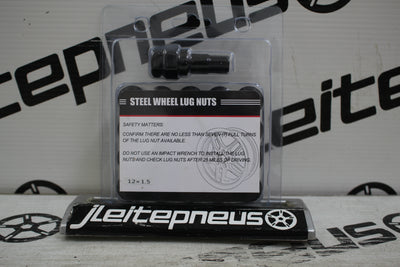 jleitepneus
STEEL WHEEL LUG NUTS
SAFETY MATTERS:
CONFIRM THERE ARE NO LESS THAN SEVEN(7) FULL TURNS
OF THE LUG NUT AVAILABLE.
DO NOT USE AN IMPACT WRENCH TO INSTALL THE LUG
NUTS AND CHECK LUG NUTS AFTER 25 MILES OF DRIVING.
12×1.5
jleitepneus